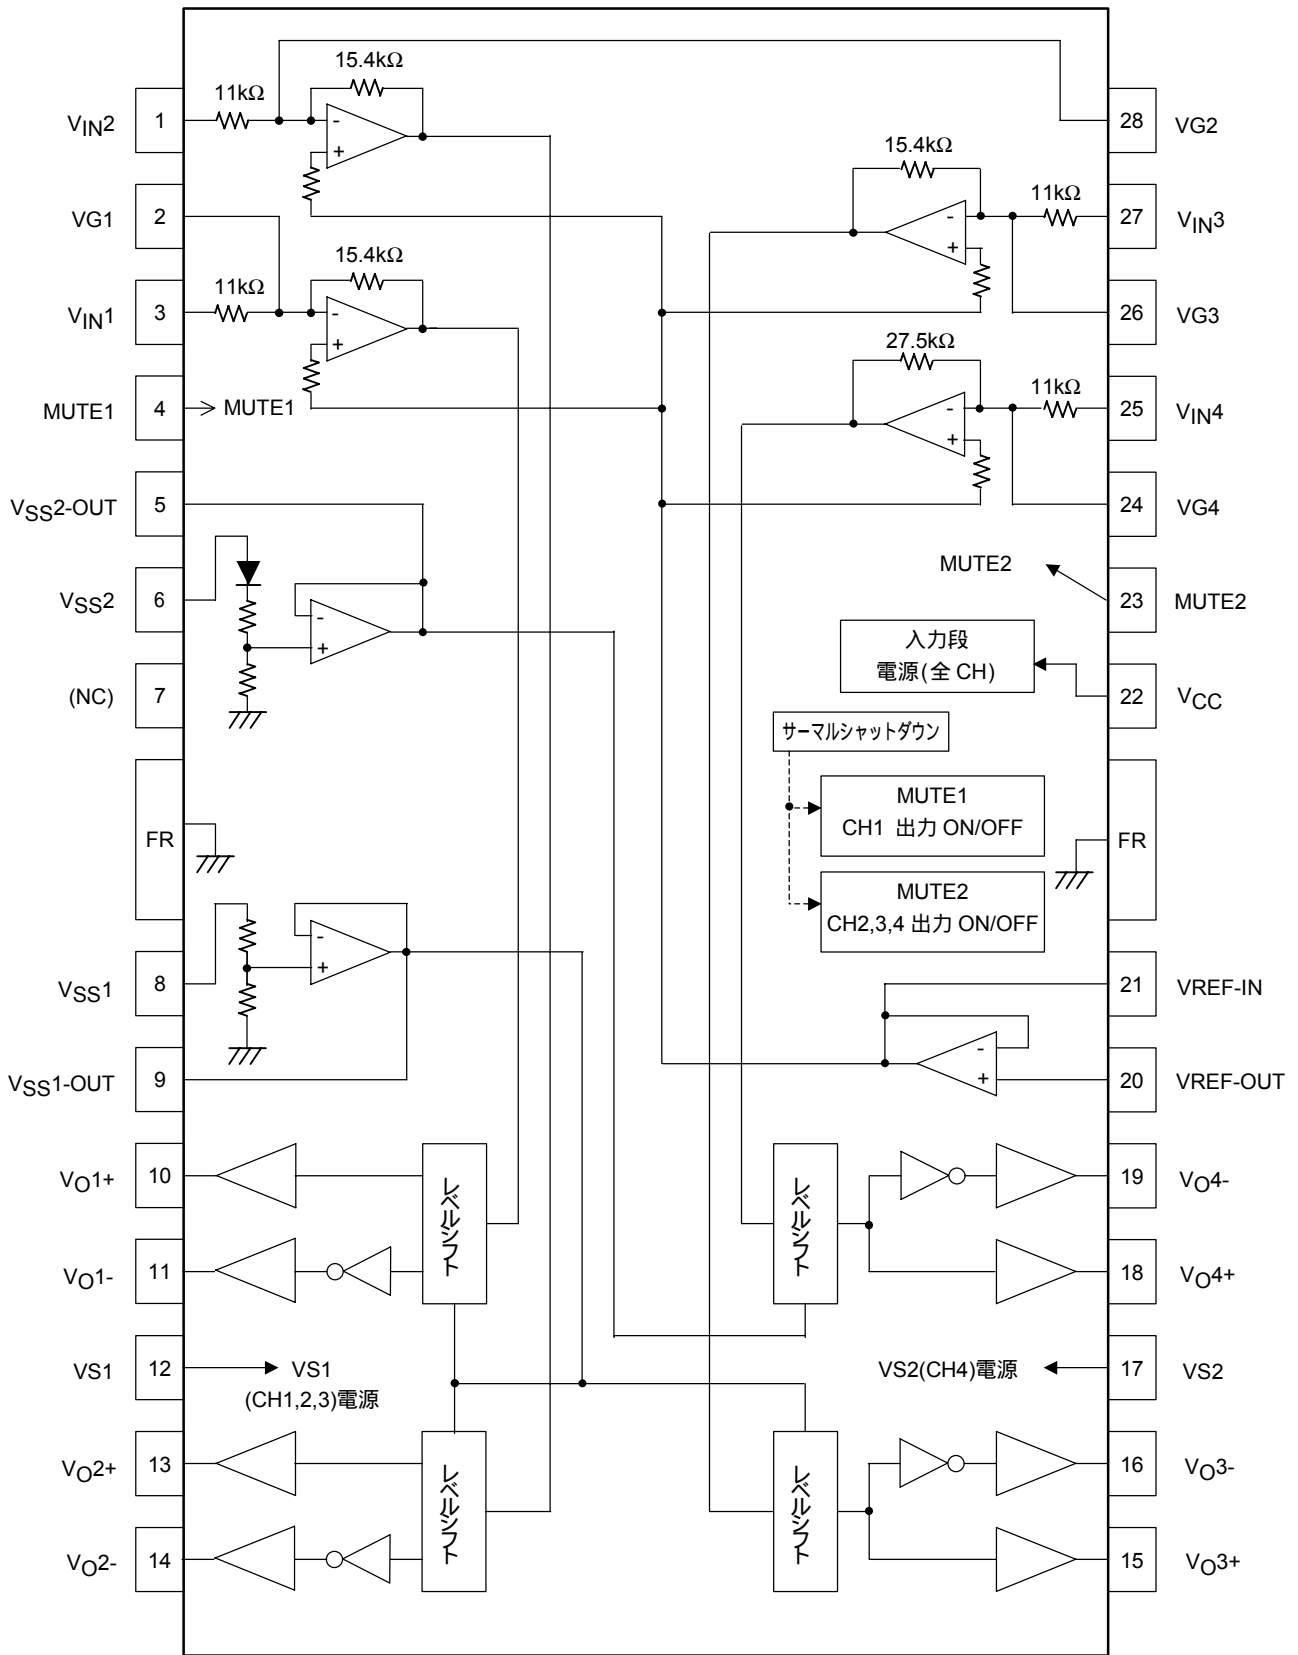 VIN2
1
11kΩ
15.4kΩ
-
+
VG1
2
VIN1
3
11kΩ
15.4kΩ
-
+
MUTE1
4
MUTE1
VSS2-OUT
5
VSS2
6
-
+
(NC)
7
FR
VSS1
8
-
+
VSS1-OUT
9
VO1+
10
レベルシフト
VO1-
11
VS1
12
VS1
(CH1,2,3)電源
VO2+
13
レベルシフト
VO2-
14
28
VG2
15.4kΩ
11kΩ
-
+
27
VIN3
26
VG3
27.5kΩ
11kΩ
-
+
25
VIN4
24
VG4
MUTE2
23
MUTE2
入力段
電源(全 CH)
22
VCC
サーマルシャットダウン
MUTE1
CH1 出力 ON/OFF
FR
MUTE2
CH2,3,4 出力 ON/OFF
21
VREF-IN
-
+
20
VREF-OUT
レベルシフト
19
VO4-
18
VO4+
VS2(CH4)電源
17
VS2
レベルシフト
16
VO3-
15
VO3+